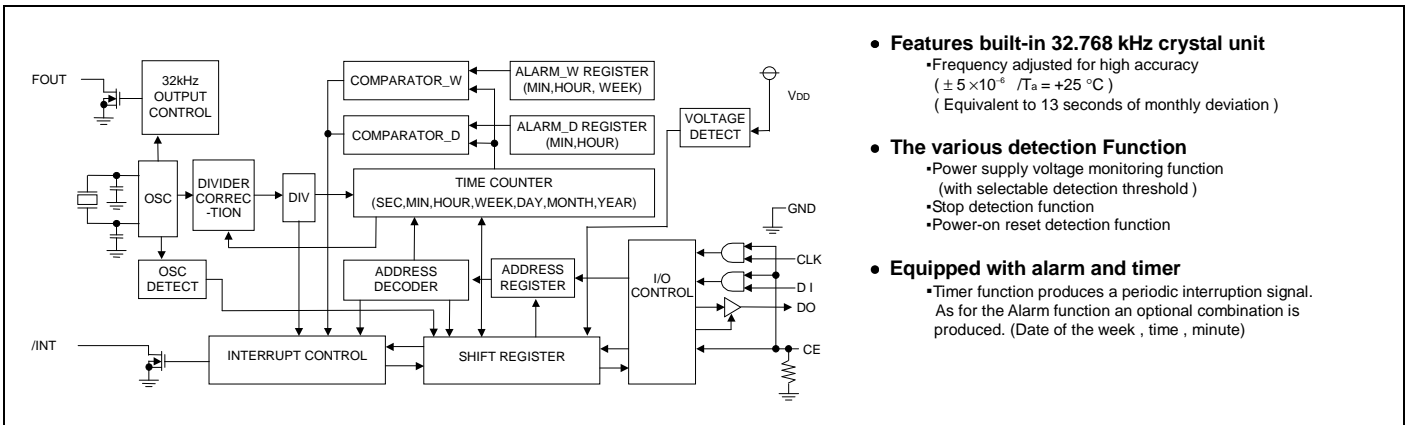 FOUT
32kHz
OUTPUT
CONTROL
COMPARATOR_W
ALARM_W REGISTER
(MIN,HOUR, WEEK)
COMPARATOR_D
ALARM_D REGISTER
(MIN,HOUR)
VOLTAGE
DETECT
VDD
OSC
DIVIDER
CORREC
-TION
DIV
TIME COUNTER
(SEC,MIN,HOUR,WEEK,DAY,MONTH,YEAR)
GND
OSC
DETECT
ADDRESS
DECODER
ADDRESS
REGISTER
I/O
CONTROL
CLK
D I
DO
CE
/INT
INTERRUPT CONTROL
SHIFT REGISTER
● Features built-in 32.768 kHz crystal unit
▪Frequency adjusted for high accuracy
( ± 5 ×10⁻⁶ /Ta = +25 °C )
( Equivalent to 13 seconds of monthly deviation )
● The various detection Function
▪Power supply voltage monitoring function
(with selectable detection threshold )
▪Stop detection function
▪Power-on reset detection function
● Equipped with alarm and timer
▪Timer function produces a periodic interruption signal.
As for the Alarm function an optional combination is
produced. (Date of the week , time , minute)